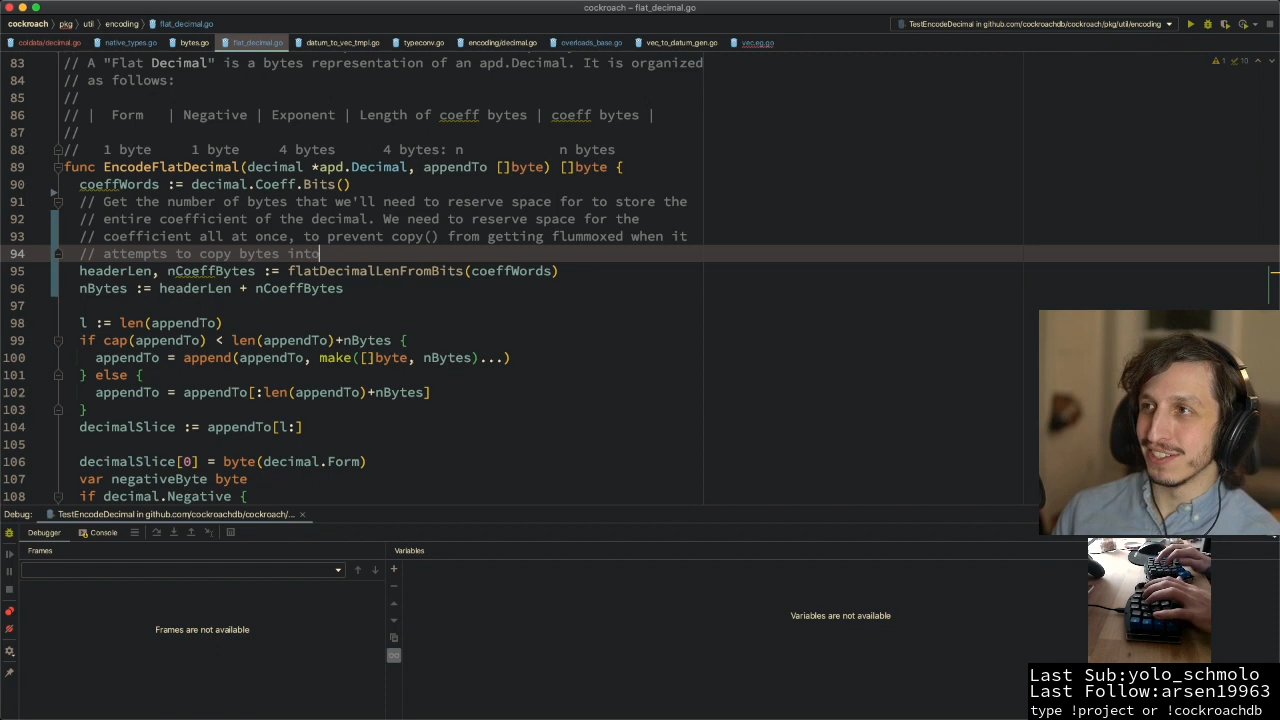 cockroach – flat_decimal.go
cockroach
pkg
util
encoding
flat_decimal.go
TestEncodeDecimal in github.com/cockroachdb/cockroach/pkg/util/encoding
coldata/decimal.go
native_types.go
bytes.go
flat_decimal.go
datum_to_vec_tmpl.go
typeconv.go
encoding/decimal.go
overloads_base.go
vec_to_datum_gen.go
vec.eg.go
1
10
83 // A "Flat Decimal" is a bytes representation of an apd.Decimal. It is organized
84 // as follows:
85 //
86 // | Form | Negative | Exponent | Length of coeff bytes | coeff bytes |
87 //
88 // 1 byte 1 byte 4 bytes 4 bytes: n n bytes
89 func EncodeFlatDecimal(decimal *apd.Decimal, appendTo []byte) []byte {
90 coeffWords := decimal.Coeff.Bits()
91 // Get the number of bytes that we'll need to reserve space for to store the
92 // entire coefficient of the decimal. We need to reserve space for the
93 // coefficient all at once, to prevent copy() from getting flummoxed when it
94 // attempts to copy bytes into
95 headerLen, nCoeffBytes := flatDecimalLenFromBits(coeffWords)
96 nBytes := headerLen + nCoeffBytes
97
98 l := len(appendTo)
99 if cap(appendTo) < len(appendTo)+nBytes {
100 appendTo = append(appendTo, make([]byte, nBytes)...)
101 } else {
102 appendTo = appendTo[:len(appendTo)+nBytes]
103 }
104 decimalSlice := appendTo[l:]
105
106 decimalSlice[0] = byte(decimal.Form)
107 var negativeByte byte
108 if decimal.Negative {
Debug:
TestEncodeDecimal in github.com/cockroachdb/cockroach/...
Debugger
Console
Frames
Variables
Frames are not available
Variables are not available
Last Sub:yolo_schmolo
Last Follow:arsen19963
type !project or !cockroachdb